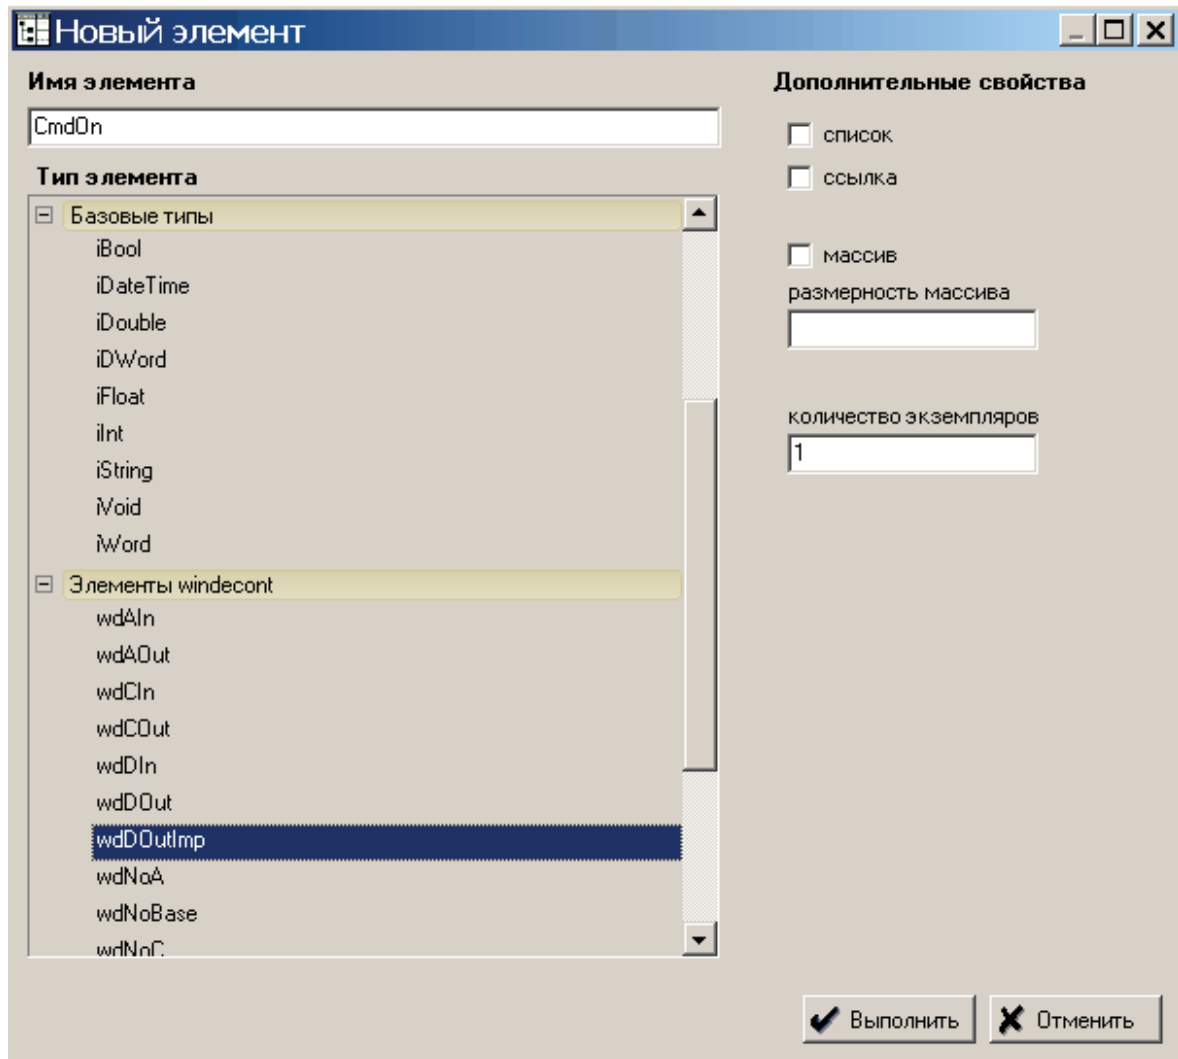 Новый элемент
Имя элемента
CmdOn
Тип элемента
Базовые типы
iBool
iDateTime
iDouble
iDWord
iFloat
iInt
iString
iVoid
iWord
Элементы windecont
wdAIn
wdAOut
wdCIn
wdCOut
wdDIn
wdDOut
wdDOutImp
wdNoA
wdNoBase
wdNoC
Дополнительные свойства
список
ссылка
массив
размерность массива
количество экземпляров
1
Выполнить
Отменить